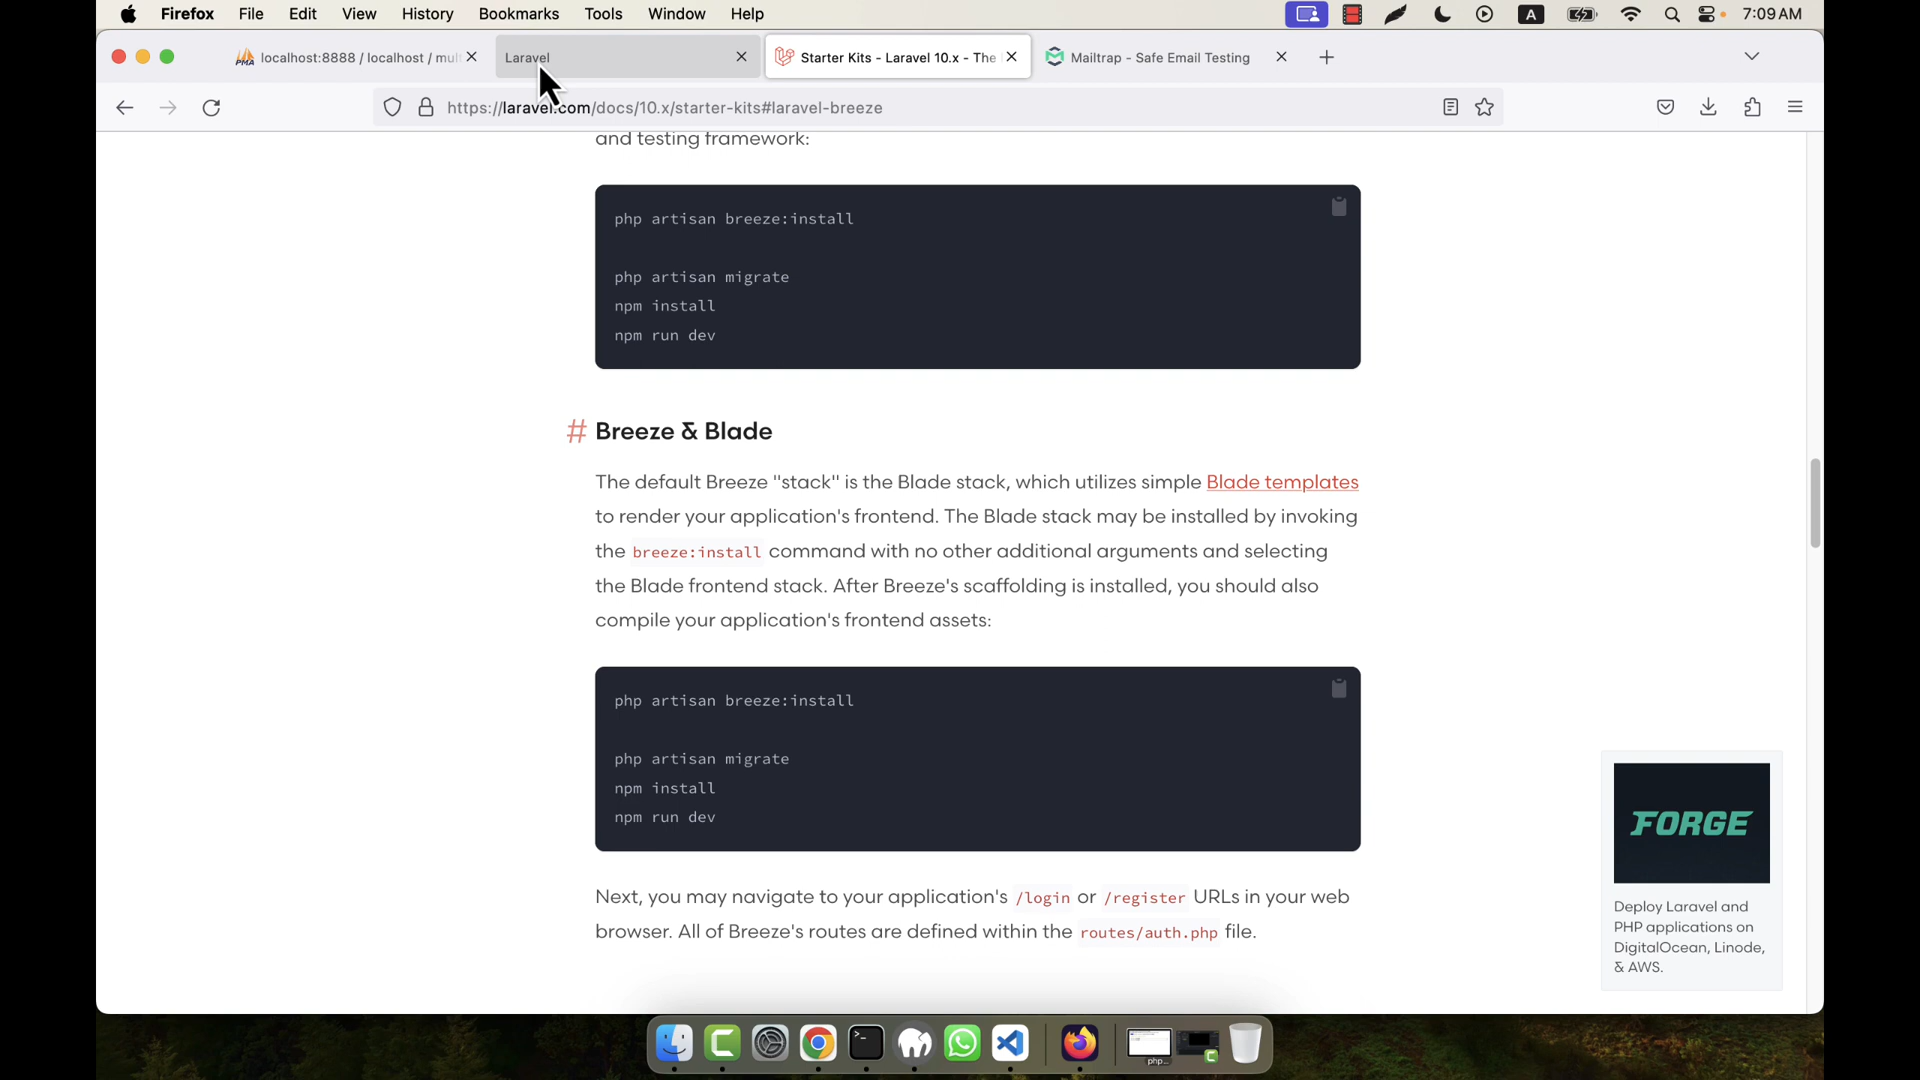 Firefox File Edit View History Bookmarks Tools Window Help
A
7:09 AM
PMA
localhost:8888 / localhost / mul
Laravel
Starter Kits - Laravel 10.x - The
Mailtrap - Safe Email Testing
https://laravel.com/docs/10.x/starter-kits#laravel-breeze
and testing framework:
php artisan breeze:install
php artisan migrate
npm install
npm run dev
# Breeze & Blade
The default Breeze "stack" is the Blade stack, which utilizes simple Blade templates
to render your application's frontend. The Blade stack may be installed by invoking
the breeze:install command with no other additional arguments and selecting
the Blade frontend stack. After Breeze's scaffolding is installed, you should also
compile your application's frontend assets:
php artisan breeze:install
php artisan migrate
npm install
npm run dev
Next, you may navigate to your application's /login or /register URLs in your web
browser. All of Breeze's routes are defined within the routes/auth.php file.
FORGE
Deploy Laravel and
PHP applications on
DigitalOcean, Linode,
& AWS.
php...